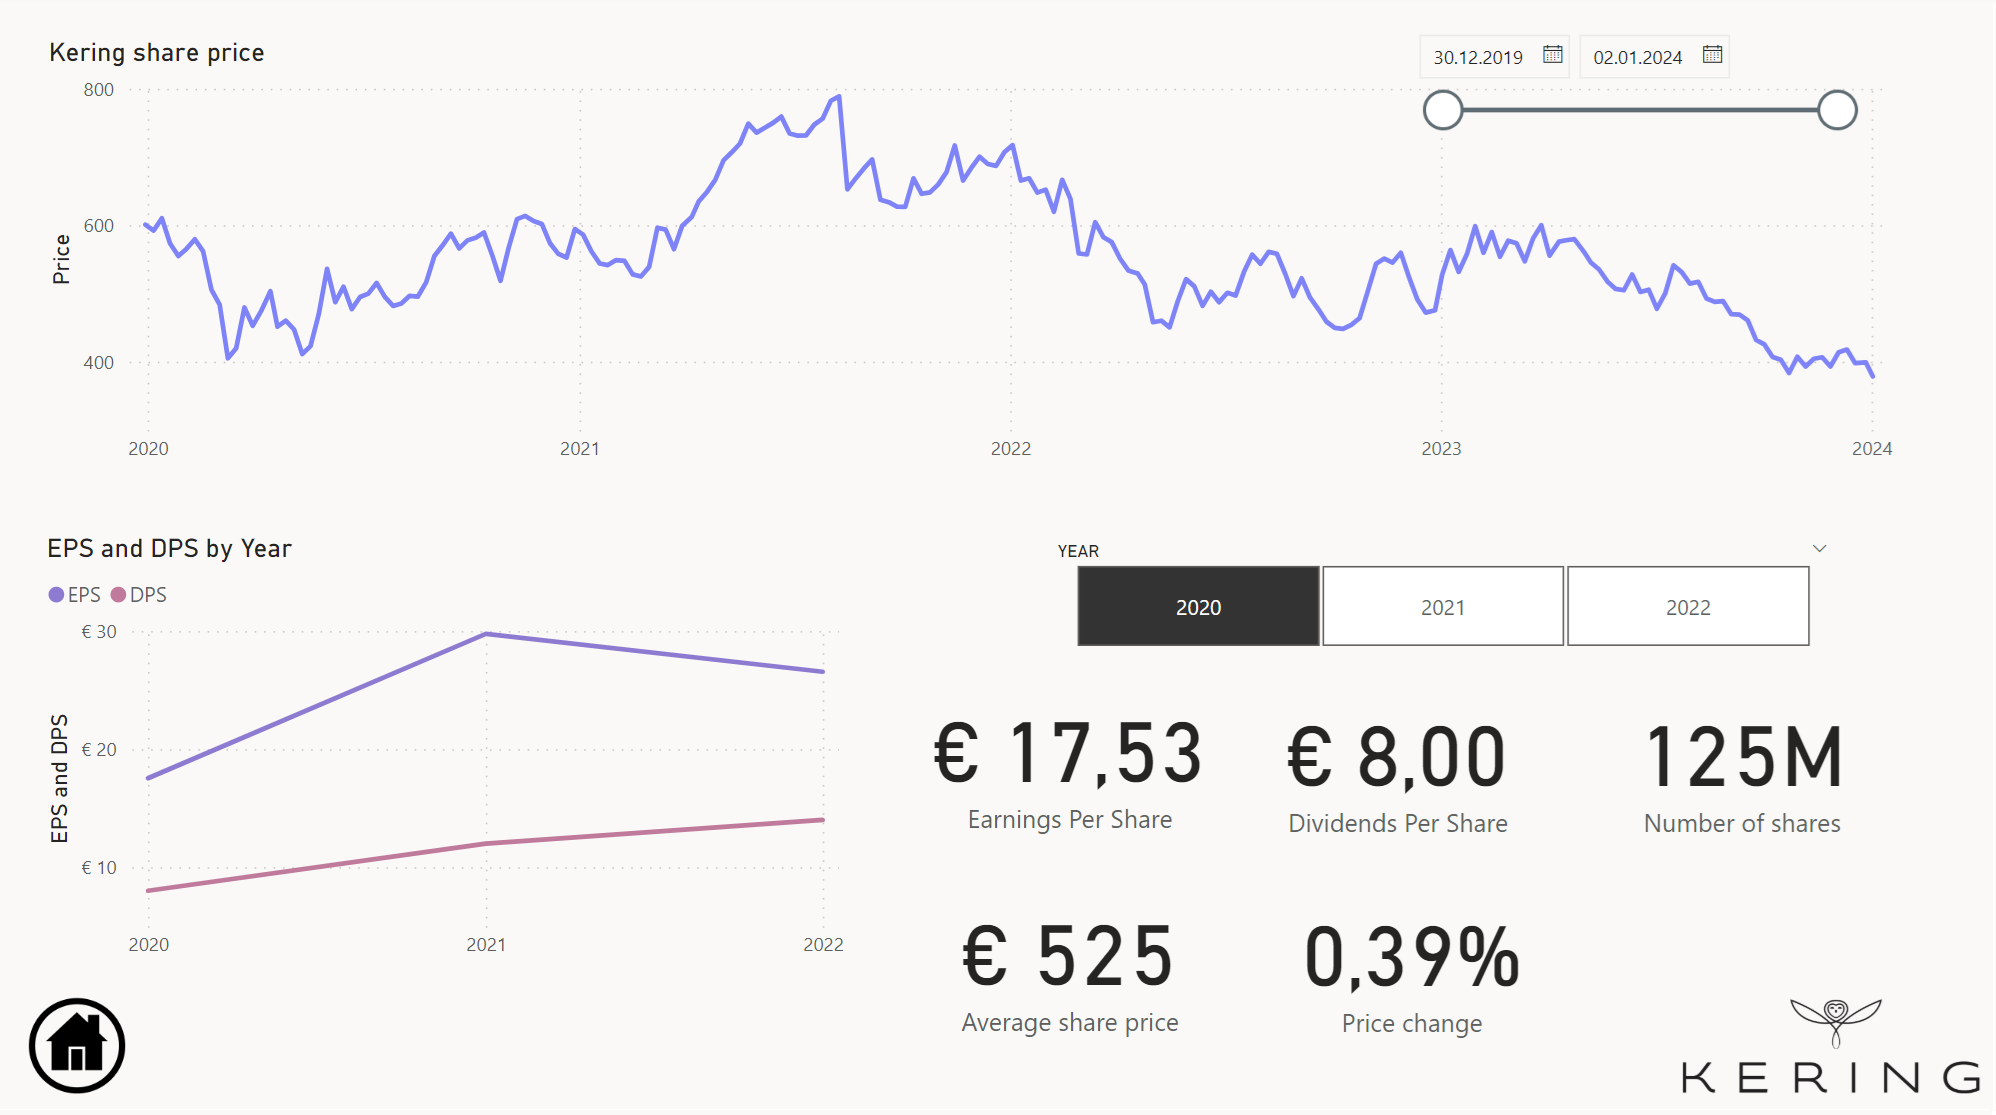 Kering share price
30.12.2019
02.01.2024
800
600
400
Price
2020
2021
2022
2023
2024
EPS and DPS by Year
EPS DPS
€ 30
€ 20
€ 10
EPS and DPS
2020
2021
2022
YEAR
2020
2021
2022
€ 17,53
Earnings Per Share
€ 8,00
Dividends Per Share
125M
Number of shares
€ 525
Average share price
0,39%
Price change
KERING